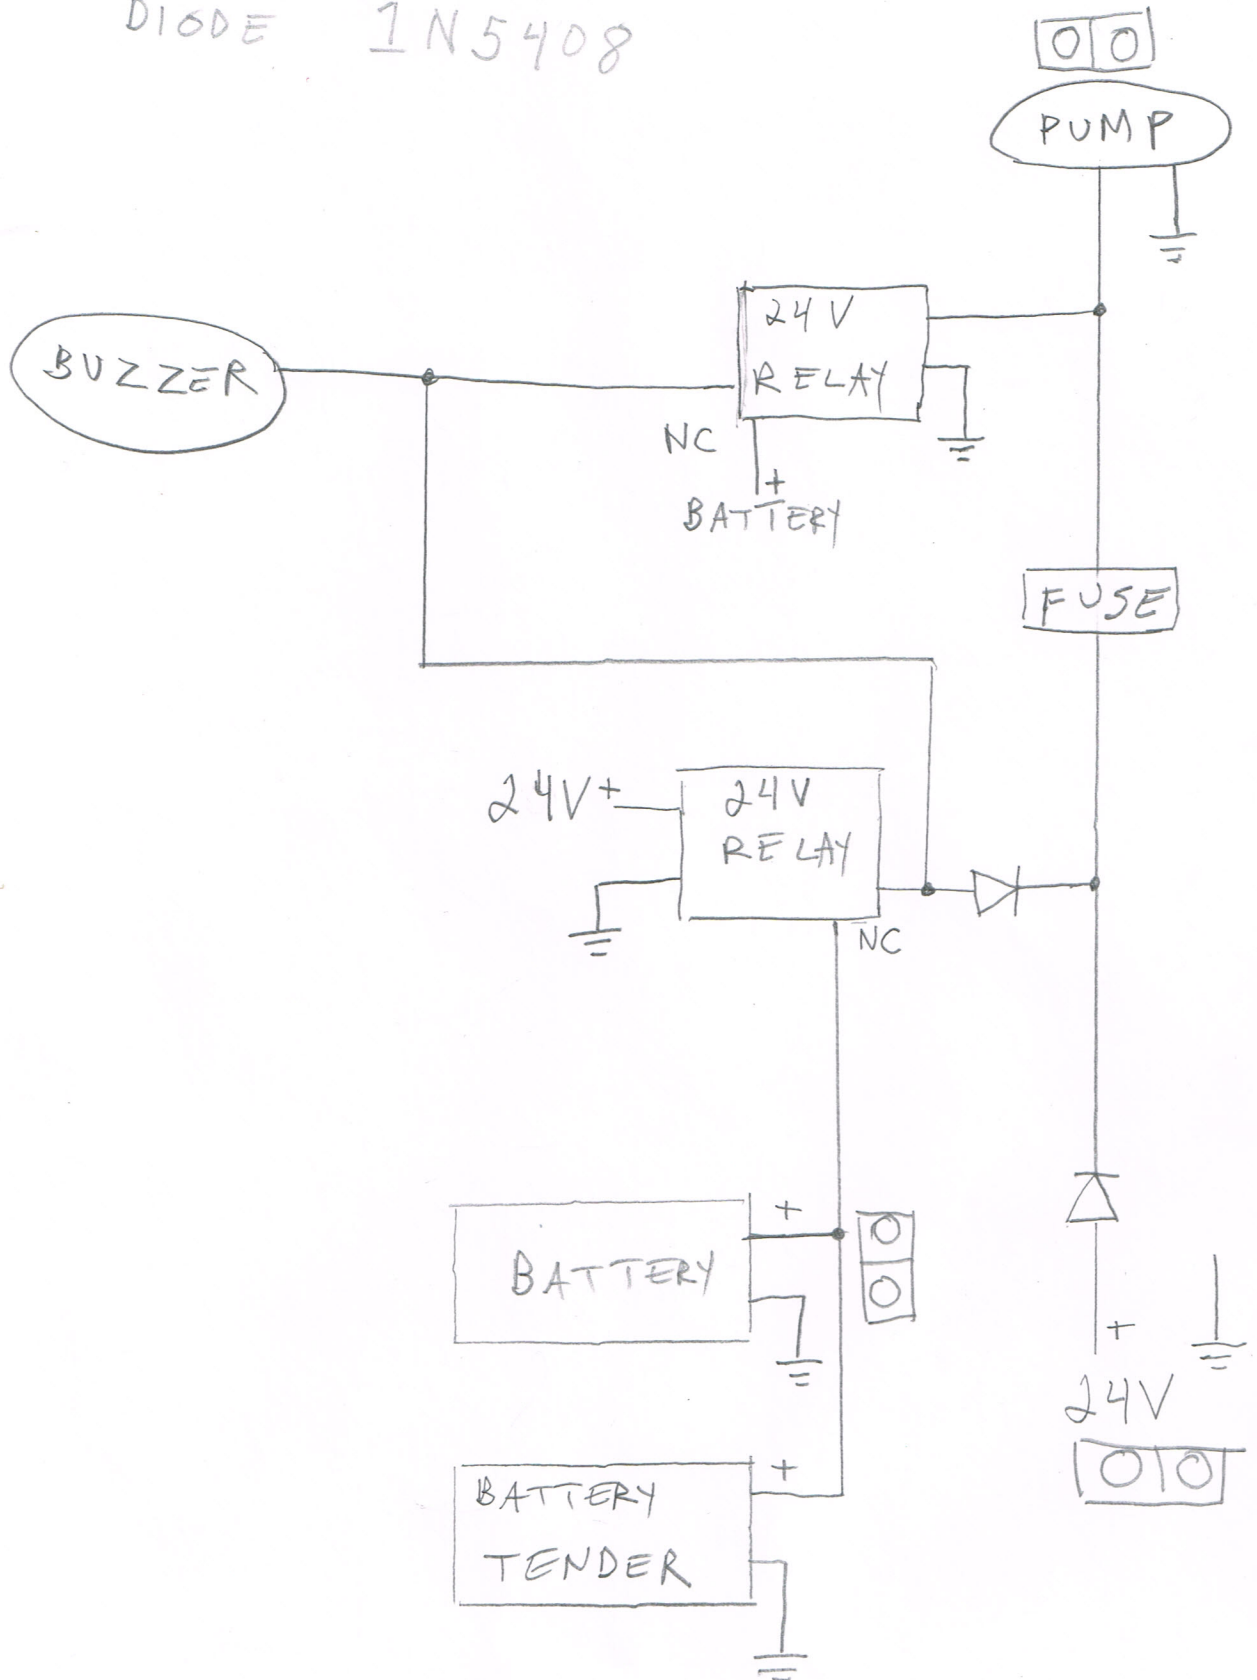 DIODE 1N5408
PUMP
24V
RELAY
BUZZER
NC
+
BATTERY
FUSE
24V+
24V
RELAY
NC
+
BATTERY
+
24V
+
BATTERY
TENDER